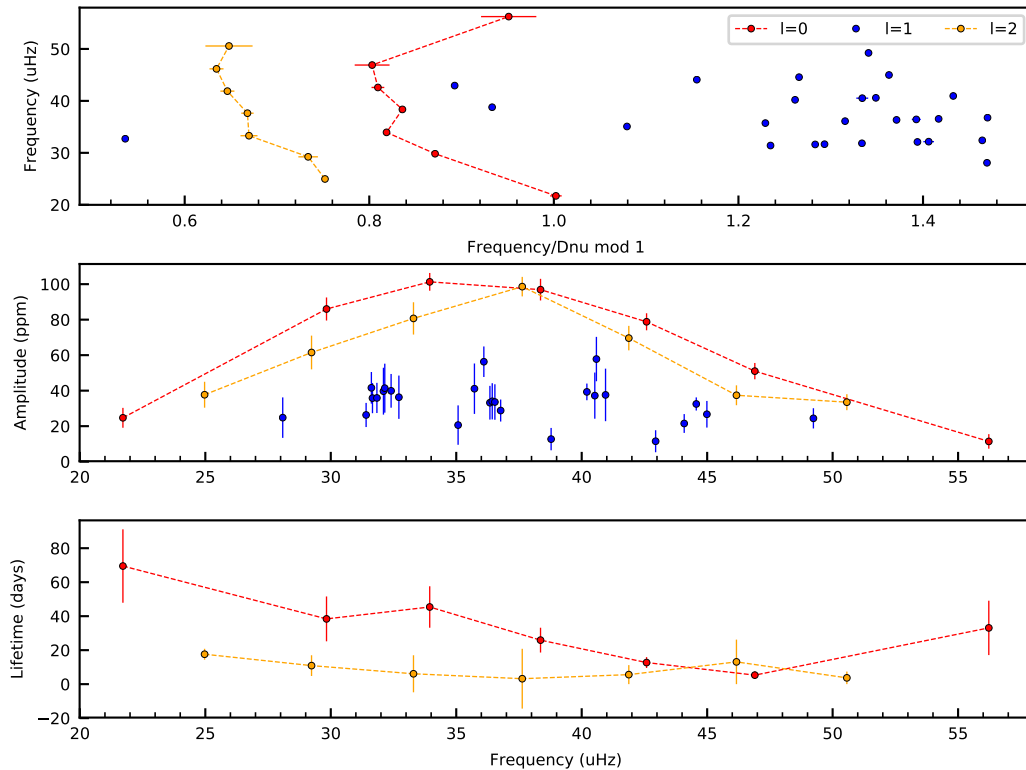 l=0 l=1 l=2
Frequency (uHz)
50
40
30
20
0.6 0.8 1.0 1.2 1.4
Frequency/Dnu mod 1
Amplitude (ppm)
100
80
60
40
20
0
20 25 30 35 40 45 50 55
Lifetime (days)
80
60
40
20
0
−20
20 25 30 35 40 45 50 55
Frequency (uHz)